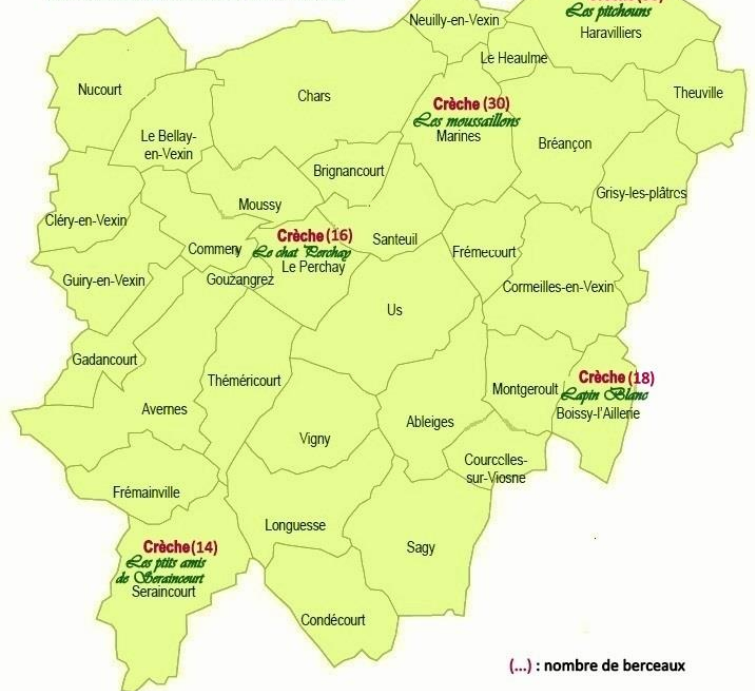 Neuilly-en-Vexin
Les pitchouns
Haravilliers
Le Heaulme
Nucourt
Chars
Crèche (30)
Les moussaillons
Marines
Theuville
Le Bellay-
en-Vexin
Bréançon
Brignancourt
Grisy-les-plâtres
Moussy
Cléry-en-Vexin
Commeny
Crèche (16)
Le chat Perchay
Le Perchay
Santeuil
Frémecourt
Guiry-en-Vexin
Gouzangrez
Cormeilles-en-Vexin
Us
Gadancourt
Théméricourt
Avernes
Montgeroult
Crèche (18)
Lapin Blanc
Boissy-l'Aillerie
Vigny
Ableiges
Courcelles-
sur-Viosne
Frémainville
Longuesse
Sagy
Crèche (14)
Les ptits amis
de Seraincourt
Seraincourt
Condécourt
(...) : nombre de berceaux